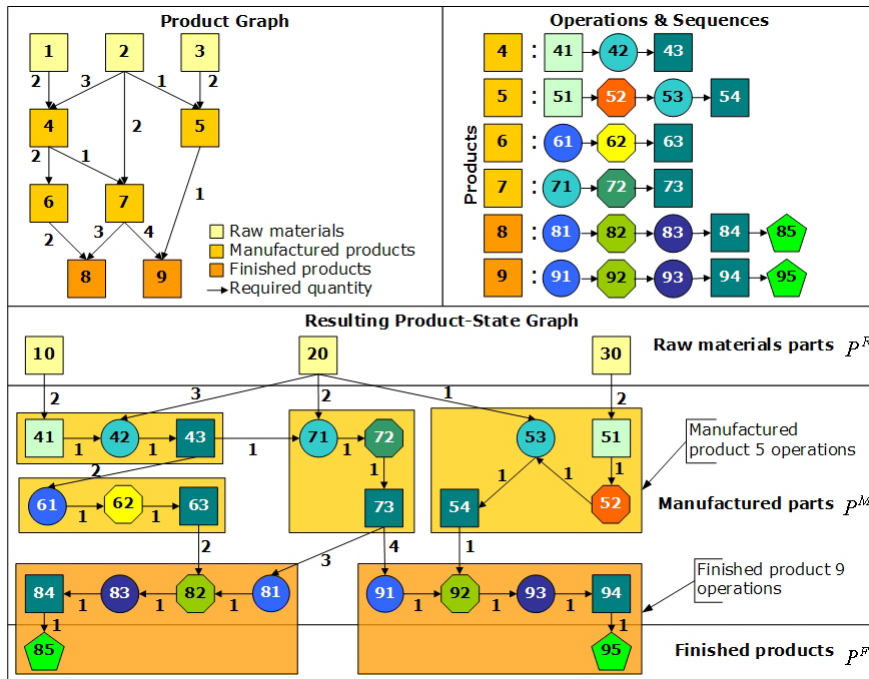 Product Graph
1 2 3
2 3 1 2
4 5
2 1 2
6 7 1
2 3 4
8 9
Raw materials
Manufactured products
Finished products
Required quantity
Operations & Sequences
Products
4 : 41 42 43
5 : 51 52 53 54
6 : 61 62 63
7 : 71 72 73
8 : 81 82 83 84 85
9 : 91 92 93 94 95
Resulting Product-State Graph
10 20 30
Raw materials parts P^R
2 3 2 1 2
41 1 42 1 43 1 71 1 72 53 51
1 1 1
2
61 1 62 1 63 73 54 52
Manufactured
product 5 operations
Manufactured parts P^M
2 3 4 1
84 1 83 1 82 1 81 91 1 92 1 93 1 94
Finished product 9
operations
1 1
85 95
Finished products P^F